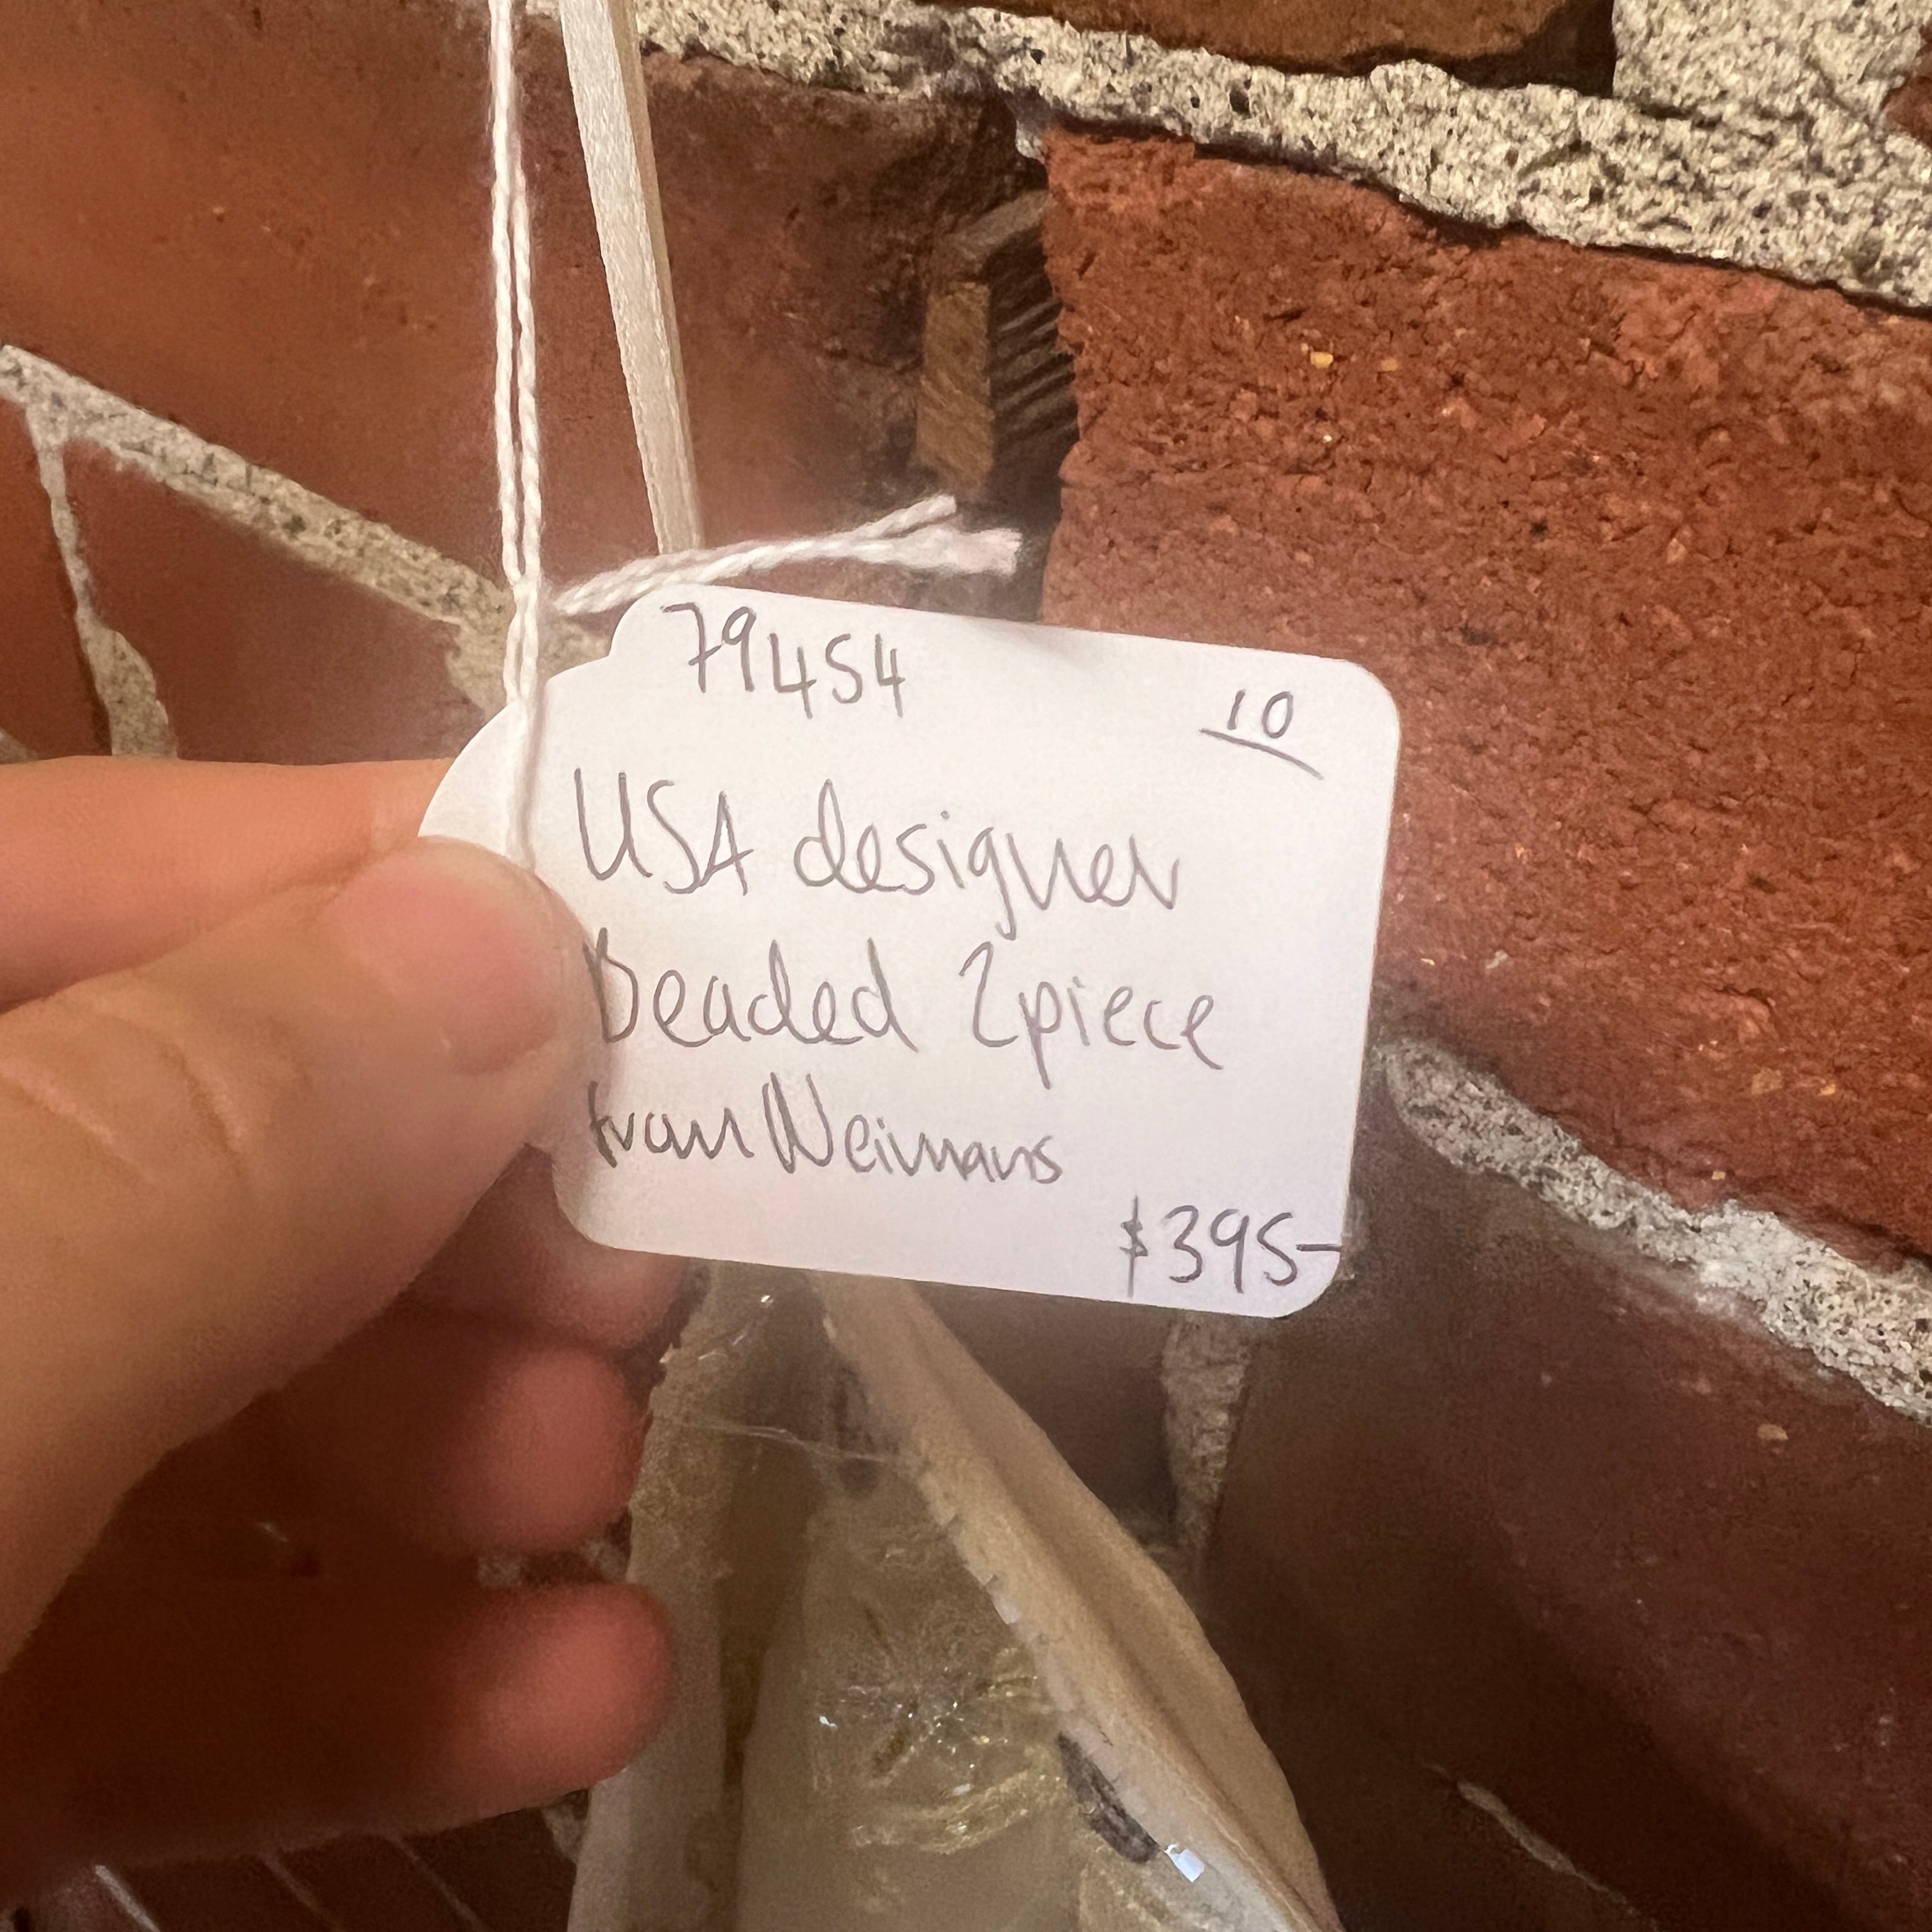 79454
10
USA designer
Beaded 2piece
from Neimans
$395-